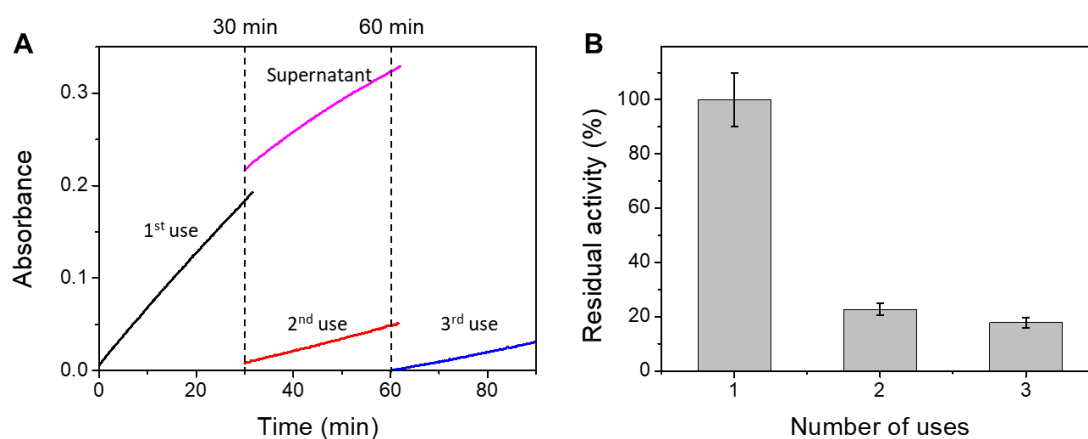 A
30 min
60 min
Supernatant
1st use
2nd use
3rd use
Absorbance
0.3
0.2
0.1
0.0
0
20
40
60
80
Time (min)
B
Residual activity (%)
100
80
60
40
20
0
1
2
3
Number of uses